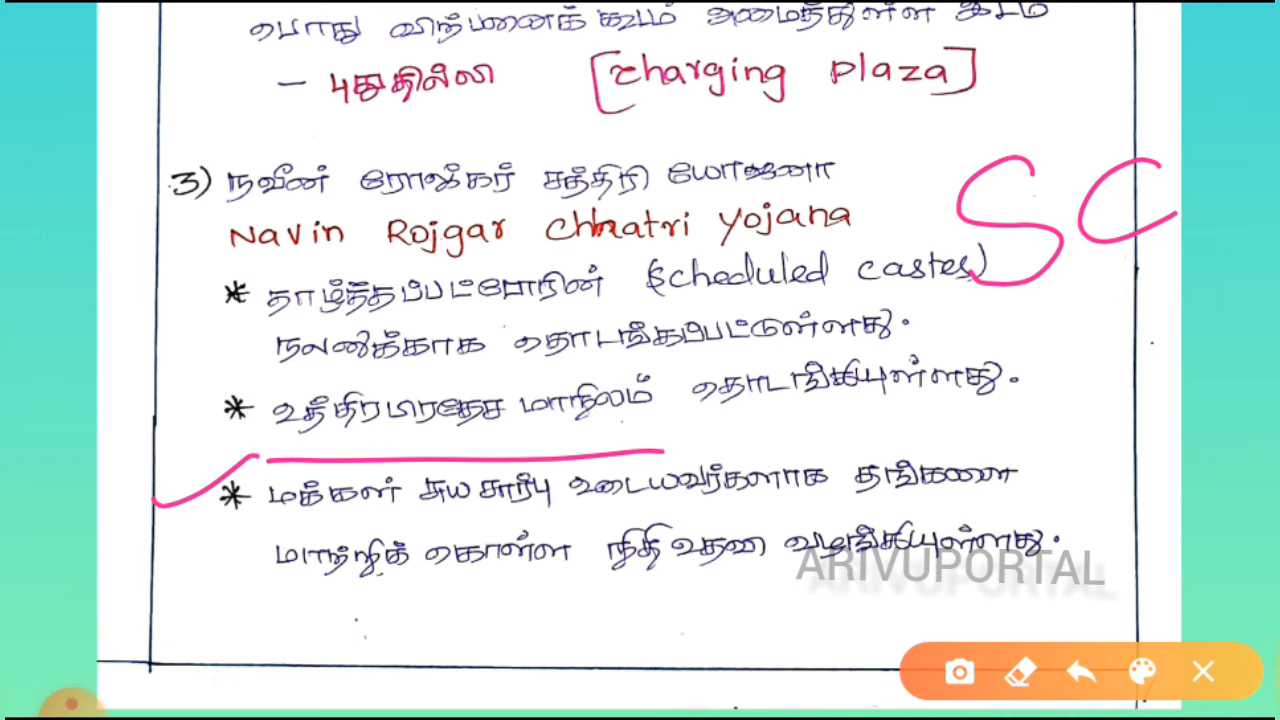 பொது விற்பனைக் கூடம் அமைத்துள்ள இடம்
- புதுதில்லி [charging plaza]
3) நவீன் ரோஜ்கர் சத்திரி யோஜனா
Navin Rojgar Chhatri Yojana
* தாழ்த்தப்பட்டோரின் (scheduled castes)
SC
நலனுக்காக தொடங்கப்பட்டுள்ளது.
* உத்திரபிரதேச மாநிலம் தொடங்கியுள்ளது.
* மக்கள் சுய சார்பு உடையவர்களாக தங்களை
மாற்றிக் கொள்ள நிதி உதவி வழங்கியுள்ளது.
ARIVUPORTAL